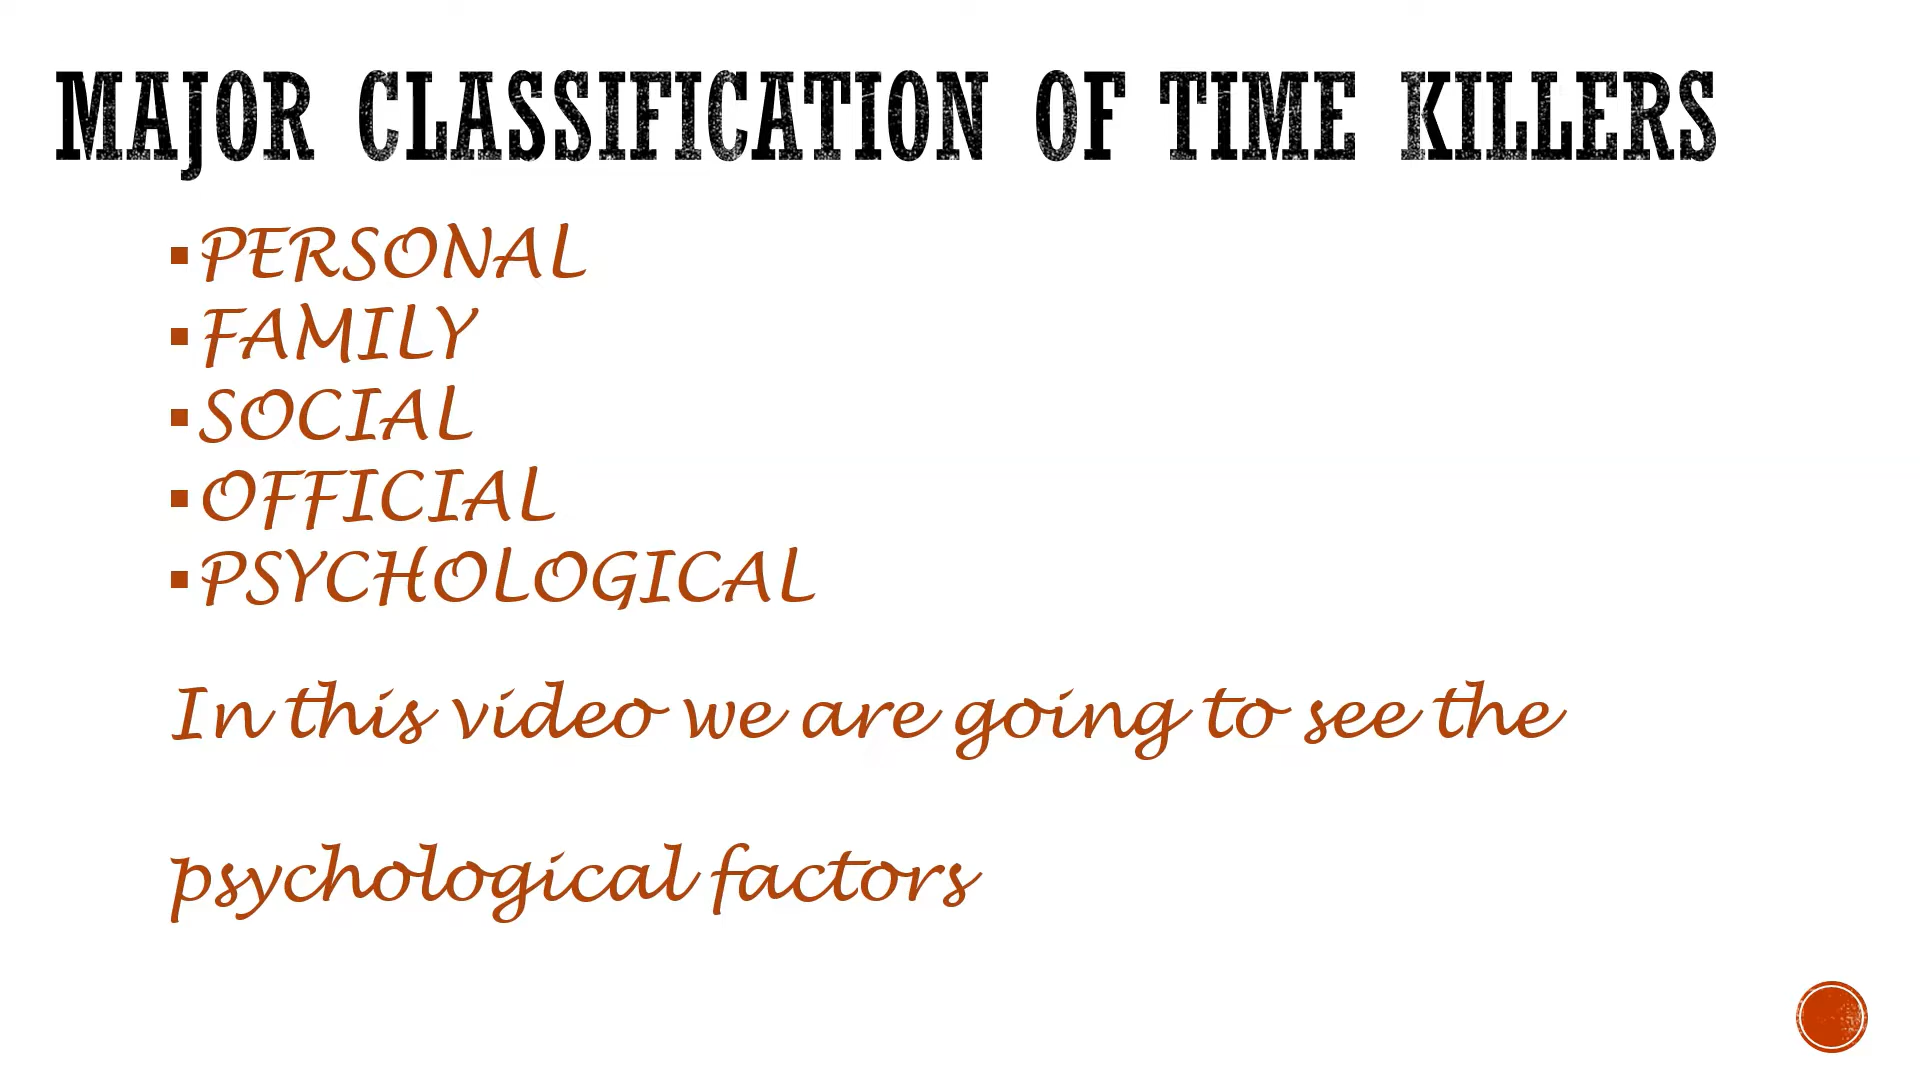 MAJOR CLASSIFICATION OF TIME KILLERS
▪PERSONAL
▪FAMILY
▪SOCIAL
▪OFFICIAL
▪PSYCHOLOGICAL
In this video we are going to see the
psychological factors